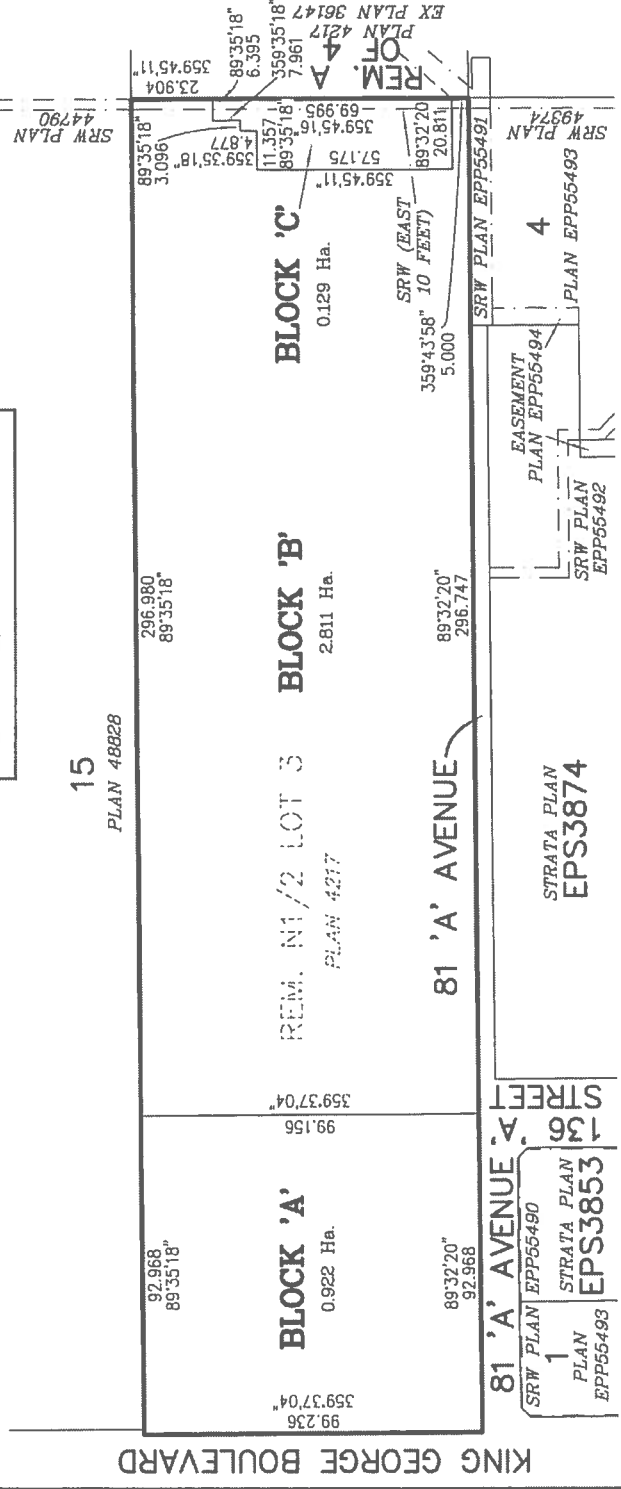 15
PLAN 48828
SRW PLAN
44790
23.904
359°45'11"
89°35'18"
6.395
359°35'18"
7.961
PLAN 4217
EX PLAN 36147
REM. 4
OF
A
92.968
89°35'18"
296.980
89°35'18"
89°35'18"
3.096
4.877
359°35'18"
11.357
89°35'18"
69.995
359°45'16
57.175
359°45'11"
89°32'20
20.811
KING GEORGE BOULEVARD
99.236
359°37'04"
BLOCK 'A'
0.922 Ha.
99.156
359°37'04"
REM. N1/2 LOT 3
PLAN 4217
BLOCK 'B'
2.811 Ha.
BLOCK 'C'
0.129 Ha.
SRW (EAST
10 FEET)
359°43'58"
5.000
89°32'20"
92.968
89°32'20"
296.747
81 'A' AVENUE
81 'A' AVENUE
136 'A'
STREET
SRW PLAN EPP55490
1
PLAN
EPP55493
STRATA PLAN
EPS3853
STRATA PLAN
EPS3874
SRW PLAN
EPP55492
EASEMENT
PLAN EPP55494
SRW PLAN EPP55491
4
PLAN EPP55493
SRW PLAN
49374